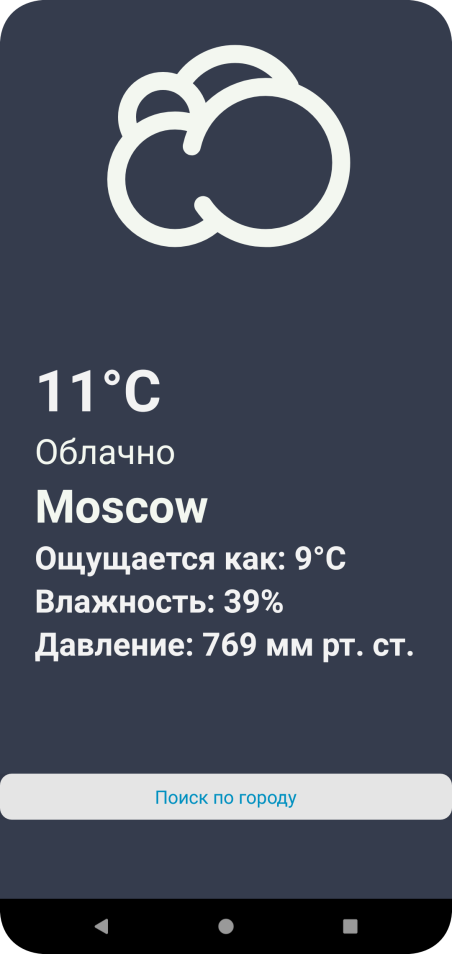 11°C
Облачно
Moscow
Ощущается как: 9°C
Влажность: 39%
Давление: 769 мм рт. ст.
Поиск по городу